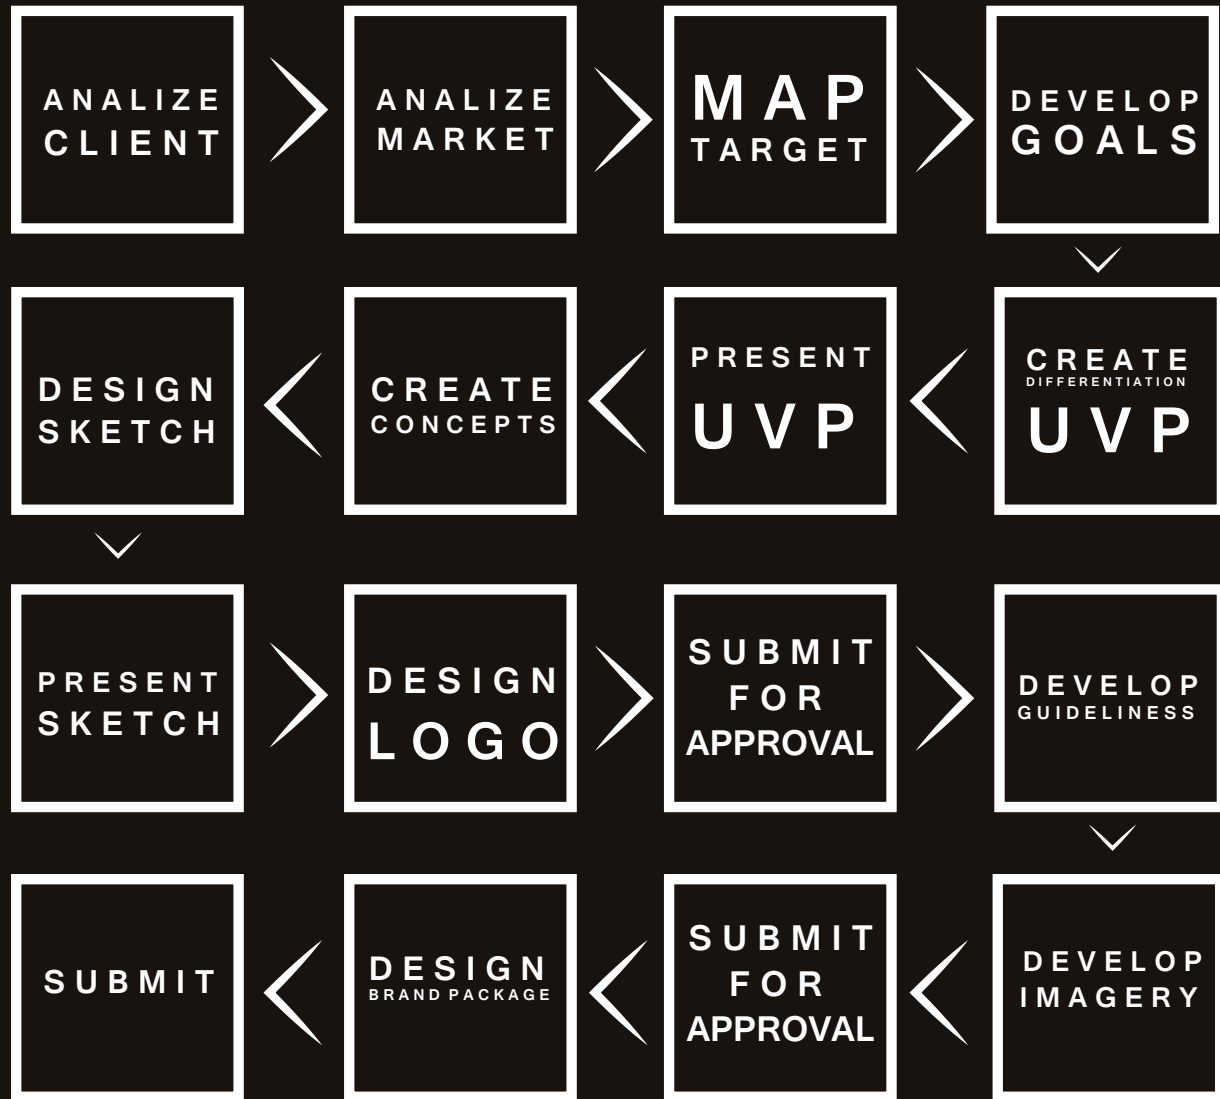 ANALIZE
CLIENT
ANALIZE
MARKET
MAP
TARGET
DEVELOP
GOALS
CREATE
DIFFERENTIATION
UVP
PRESENT
UVP
CREATE
CONCEPTS
DESIGN
SKETCH
PRESENT
SKETCH
DESIGN
LOGO
SUBMIT
FOR
APPROVAL
DEVELOP
GUIDELINESS
DEVELOP
IMAGERY
SUBMIT
FOR
APPROVAL
DESIGN
BRAND PACKAGE
SUBMIT